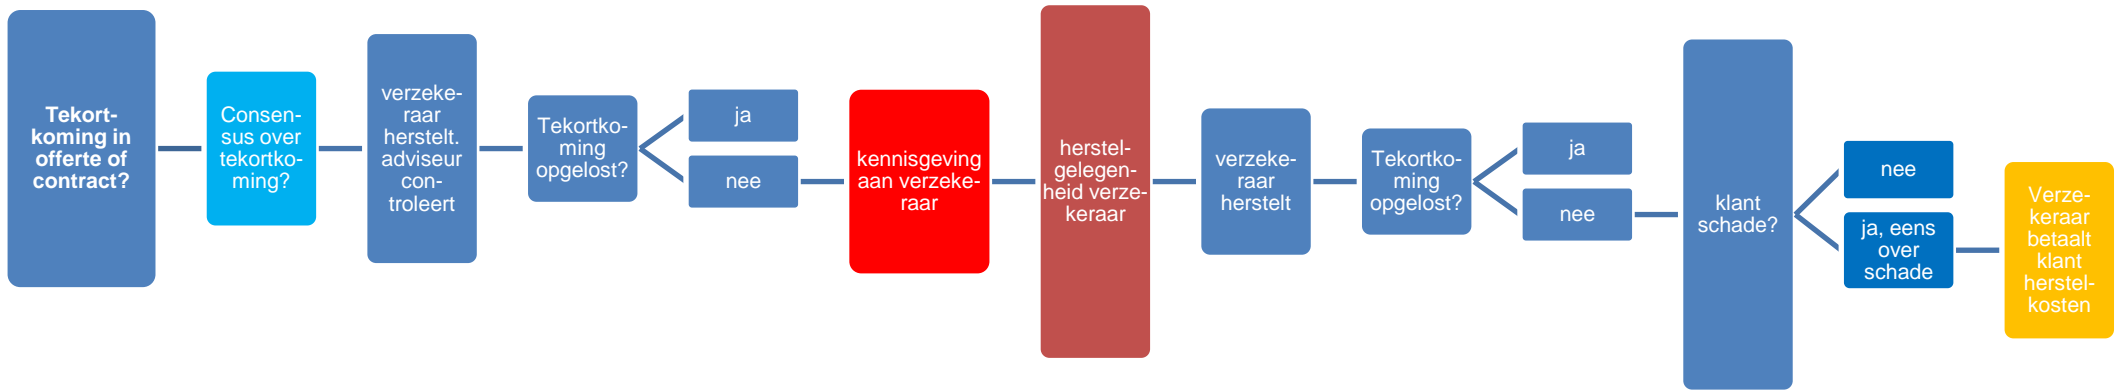 Tekort-
koming in
offerte of
contract?
Consen-
sus over
tekortko-
ming?
verzeke-
raar
herstelt.
adviseur
con-
troleert
Tekortko-
ming
opgelost?
ja
nee
kennisgeving
aan verzeke-
raar
herstel-
gelegen-
heid verze-
keraar
verzeke-
raar
herstelt
Tekortko-
ming
opgelost?
ja
nee
klant
schade?
nee
ja, eens
over
schade
Verze-
keraar
betaalt
klant
herstel-
kosten